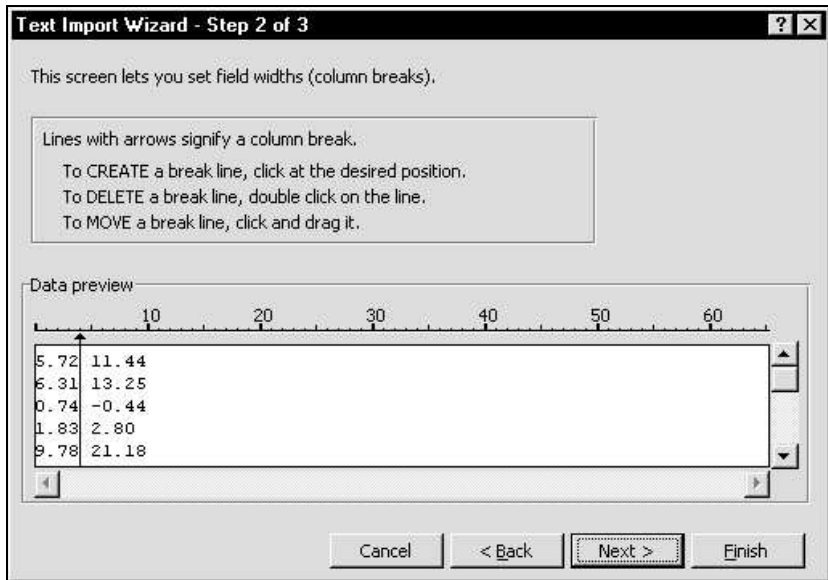 Text Import Wizard - Step 2 of 3
? X
This screen lets you set field widths (column breaks).
Lines with arrows signify a column break.
To CREATE a break line, click at the desired position.
To DELETE a break line, double click on the line.
To MOVE a break line, click and drag it.
Data preview
10 20 30 40 50 60
5.72 11.44
6.31 13.25
0.74 -0.44
1.83 2.80
9.78 21.18
Cancel < Back Next > Finish